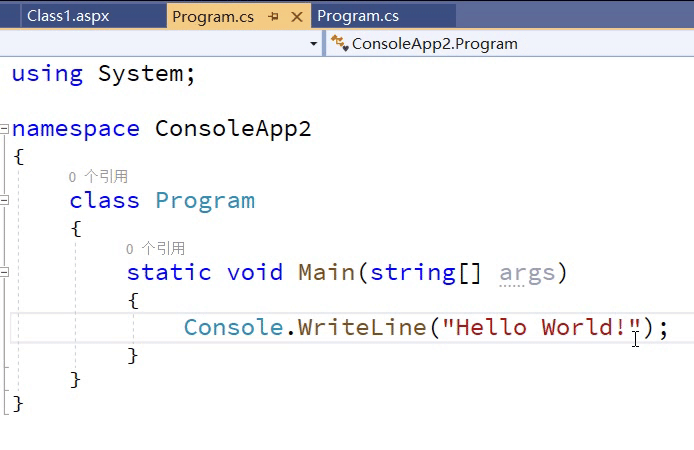 Class1.aspx Program.cs Program.cs
ConsoleApp2.Program
using System;
namespace ConsoleApp2
{
0 个引用
class Program
{
0 个引用
static void Main(string[] args)
{
Console.WriteLine("Hello World!");
}
}
}